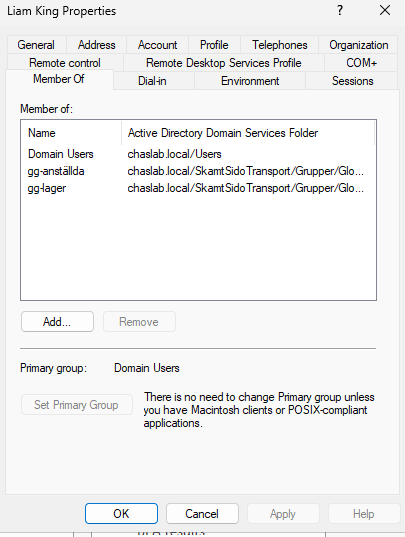 Liam King Properties
?
General Address Account Profile Telephones Organization
Remote control Remote Desktop Services Profile COM+
Member Of Dial-in Environment Sessions
Member of:
Name Active Directory Domain Services Folder
Domain Users chaslab.local/Users
gg-anställda chaslab.local/SkamtSidoTransport/Grupper/Glo...
gg-lager chaslab.local/SkamtSidoTransport/Grupper/Glo...
Add... Remove
Primary group: Domain Users
Set Primary Group
There is no need to change Primary group unless
you have Macintosh clients or POSIX-compliant
applications.
OK Cancel Apply Help